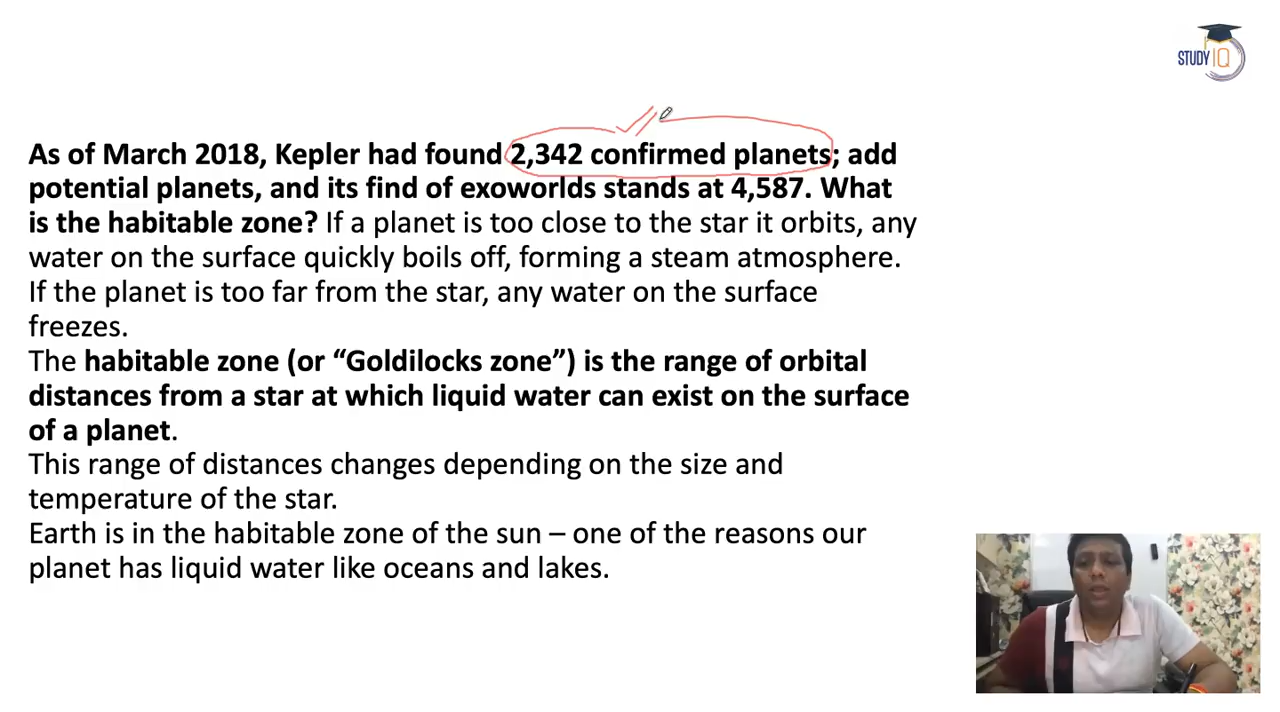 STUDY IQ
As of March 2018, Kepler had found 2,342 confirmed planets; add
potential planets, and its find of exoworlds stands at 4,587. What
is the habitable zone? If a planet is too close to the star it orbits, any
water on the surface quickly boils off, forming a steam atmosphere.
If the planet is too far from the star, any water on the surface
freezes.
The habitable zone (or “Goldilocks zone”) is the range of orbital
distances from a star at which liquid water can exist on the surface
of a planet.
This range of distances changes depending on the size and
temperature of the star.
Earth is in the habitable zone of the sun – one of the reasons our
planet has liquid water like oceans and lakes.